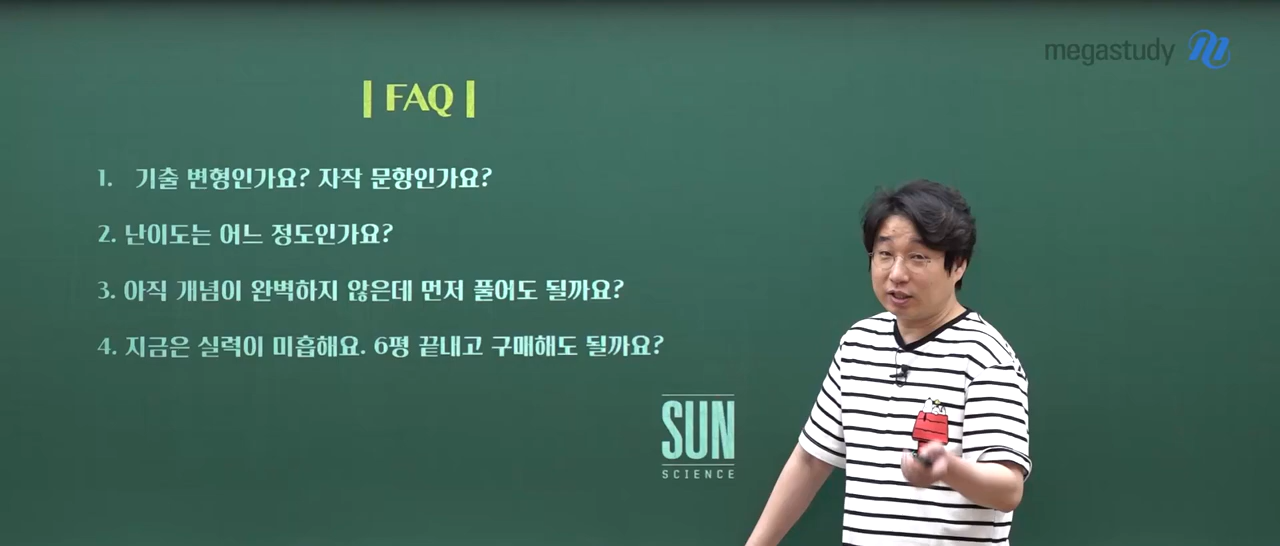 megastudy
| FAQ |
1. 기출 변형인가요? 자작 문항인가요?
2. 난이도는 어느 정도인가요?
3. 아직 개념이 완벽하지 않은데 먼저 풀어도 될까요?
4. 지금은 실력이 미흡해요. 6평 끝내고 구매해도 될까요?
SUN
SCIENCE